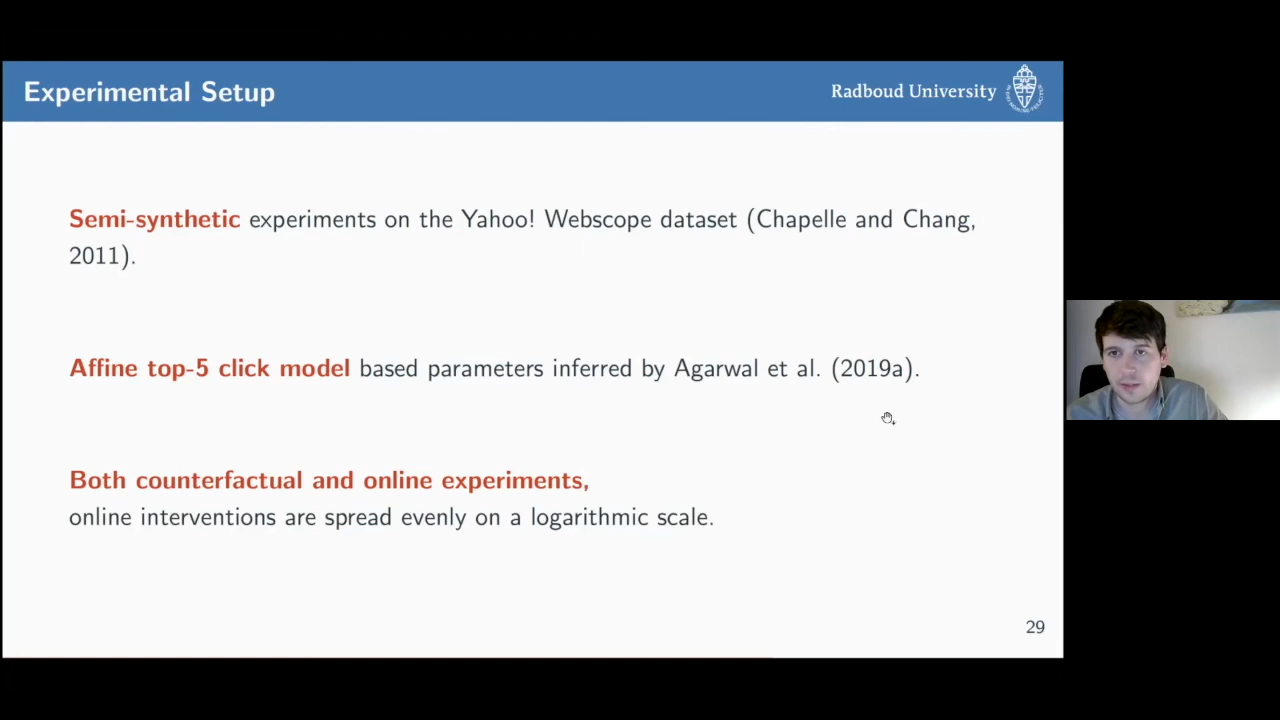 Experimental Setup
Radboud University
Semi-synthetic experiments on the Yahoo! Webscope dataset (Chapelle and Chang,
2011).
Affine top-5 click model based parameters inferred by Agarwal et al. (2019a).
Both counterfactual and online experiments,
online interventions are spread evenly on a logarithmic scale.
29